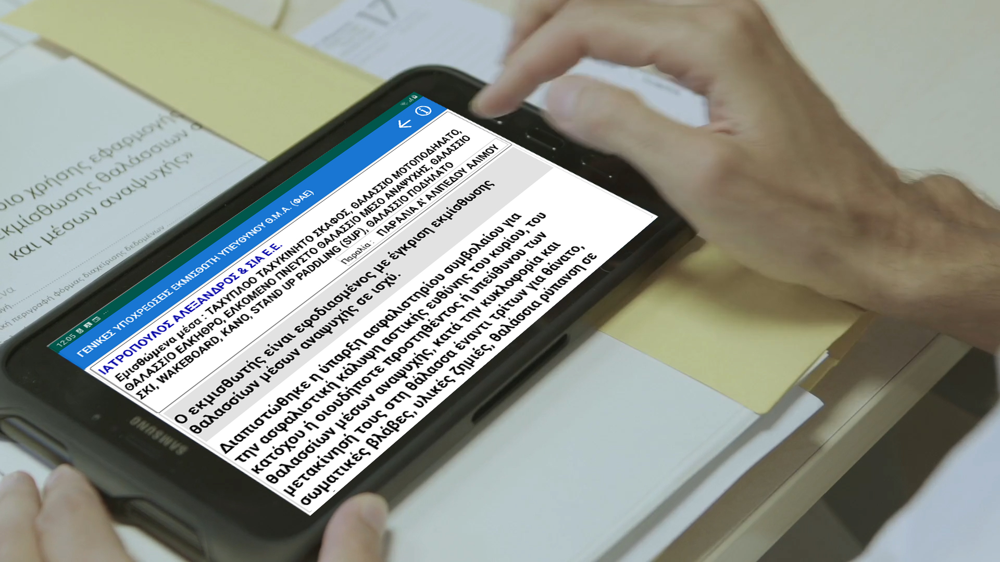 12:05
ΓΕΝΙΚΕΣ ΥΠΟΧΡΕΩΣΕΙΣ ΕΚΜΙΣΘΩΤΗ ΥΠΕΥΘΥΝΟΥ Θ.Μ.Α. (ΦΑΕ)
ΙΑΤΡΟΠΟΥΛΟΣ ΑΛΕΞΑΝΔΡΟΣ & ΣΙΑ Ε.Ε.
Εμισθώμενα μέσα : ΤΑΧΥΠΛΟΟ ΤΑΧΥΚΙΝΗΤΟ ΣΚΑΦΟΣ, ΘΑΛΑΣΣΙΟ ΜΟΤΟΠΟΔΗΛΑΤΟ,
ΘΑΛΑΣΣΙΟ ΕΛΚΗΘΡΟ, ΕΛΚΟΜΕΝΟ ΠΝΕΥΣΤΟ ΘΑΛΑΣΣΙΟ ΜΕΣΟ ΑΝΑΨΥΧΗΣ, ΘΑΛΑΣΣΙΟ
ΣΚΙ, WAKEBOARD, ΚΑΝΟ, STAND UP PADDLING (SUP), ΘΑΛΑΣΣΙΟ ΠΟΔΗΛΑΤΟ
Παραλία : ΠΑΡΑΛΙΑ Α' ΑΛΙΠΕΔΟΥ ΑΛΙΜΟΥ
Ο εκμισθωτής είναι εφοδιασμένος με έγκριση εκμίσθωσης
θαλασσίων μέσων αναψυχής σε ισχύ.
Διαπιστώθηκε η ύπαρξη ασφαλιστηρίου συμβολαίου για
την ασφαλιστική κάλυψη αστικής ευθύνης του κυρίου, του
κατόχου ή οιουδήποτε προστηθέντος ή υπεύθυνου των
θαλασσίων μέσων αναψυχής, κατά την κυκλοφορία και
μετακίνησή τους στη θάλασσα έναντι τρίτων για θάνατο,
σωματικές βλάβες, υλικές ζημιές, θαλάσσια ρύπανση σε
SAMSUNG
17
χρήσης εφαρμογής
εκμίσθωσης θαλασσίων
και μέσων αναψυχής»
περιγραφή φόρμας διαχείρισης δεδομένων